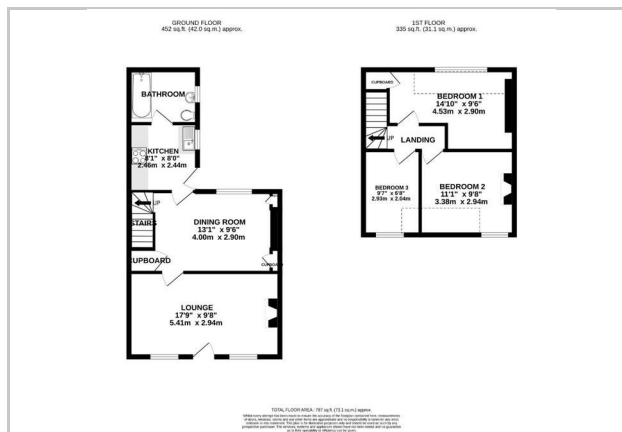 GROUND FLOOR
452 sq.ft. (42.0 sq.m.) approx.
1ST FLOOR
335 sq.ft. (31.1 sq.m.) approx.
BATHROOM
KITCHEN
8'1" x 8'0"
2.46m x 2.44m
UP
STAIRS
DINING ROOM
13'1" x 9'6"
4.00m x 2.90m
CUPBOARD
CUPBOARD
LOUNGE
17'9" x 9'8"
5.41m x 2.94m
CUPBOARD
BEDROOM 1
14'10" x 9'6"
4.53m x 2.90m
UP
LANDING
BEDROOM 3
9'7" x 6'8"
2.93m x 2.04m
BEDROOM 2
11'1" x 9'8"
3.38m x 2.94m
TOTAL FLOOR AREA: 787 sq.ft. (73.1 sq.m.) approx.